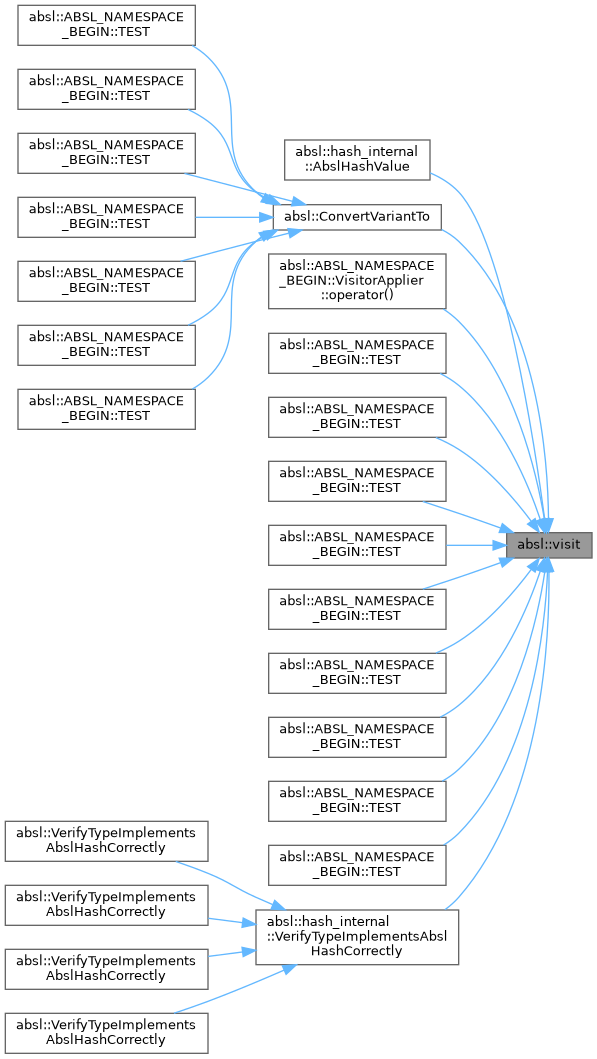 absl::ABSL_NAMESPACE
_BEGIN::TEST
absl::ABSL_NAMESPACE
_BEGIN::TEST
absl::ABSL_NAMESPACE
_BEGIN::TEST
absl::ABSL_NAMESPACE
_BEGIN::TEST
absl::ABSL_NAMESPACE
_BEGIN::TEST
absl::ABSL_NAMESPACE
_BEGIN::TEST
absl::ABSL_NAMESPACE
_BEGIN::TEST
absl::hash_internal
::AbslHashValue
absl::ConvertVariantTo
absl::ABSL_NAMESPACE
_BEGIN::VisitorApplier
::operator()
absl::ABSL_NAMESPACE
_BEGIN::TEST
absl::ABSL_NAMESPACE
_BEGIN::TEST
absl::ABSL_NAMESPACE
_BEGIN::TEST
absl::ABSL_NAMESPACE
_BEGIN::TEST
absl::ABSL_NAMESPACE
_BEGIN::TEST
absl::ABSL_NAMESPACE
_BEGIN::TEST
absl::ABSL_NAMESPACE
_BEGIN::TEST
absl::ABSL_NAMESPACE
_BEGIN::TEST
absl::ABSL_NAMESPACE
_BEGIN::TEST
absl::visit
absl::VerifyTypeImplements
AbslHashCorrectly
absl::VerifyTypeImplements
AbslHashCorrectly
absl::VerifyTypeImplements
AbslHashCorrectly
absl::VerifyTypeImplements
AbslHashCorrectly
absl::hash_internal
::VerifyTypeImplementsAbsl
HashCorrectly